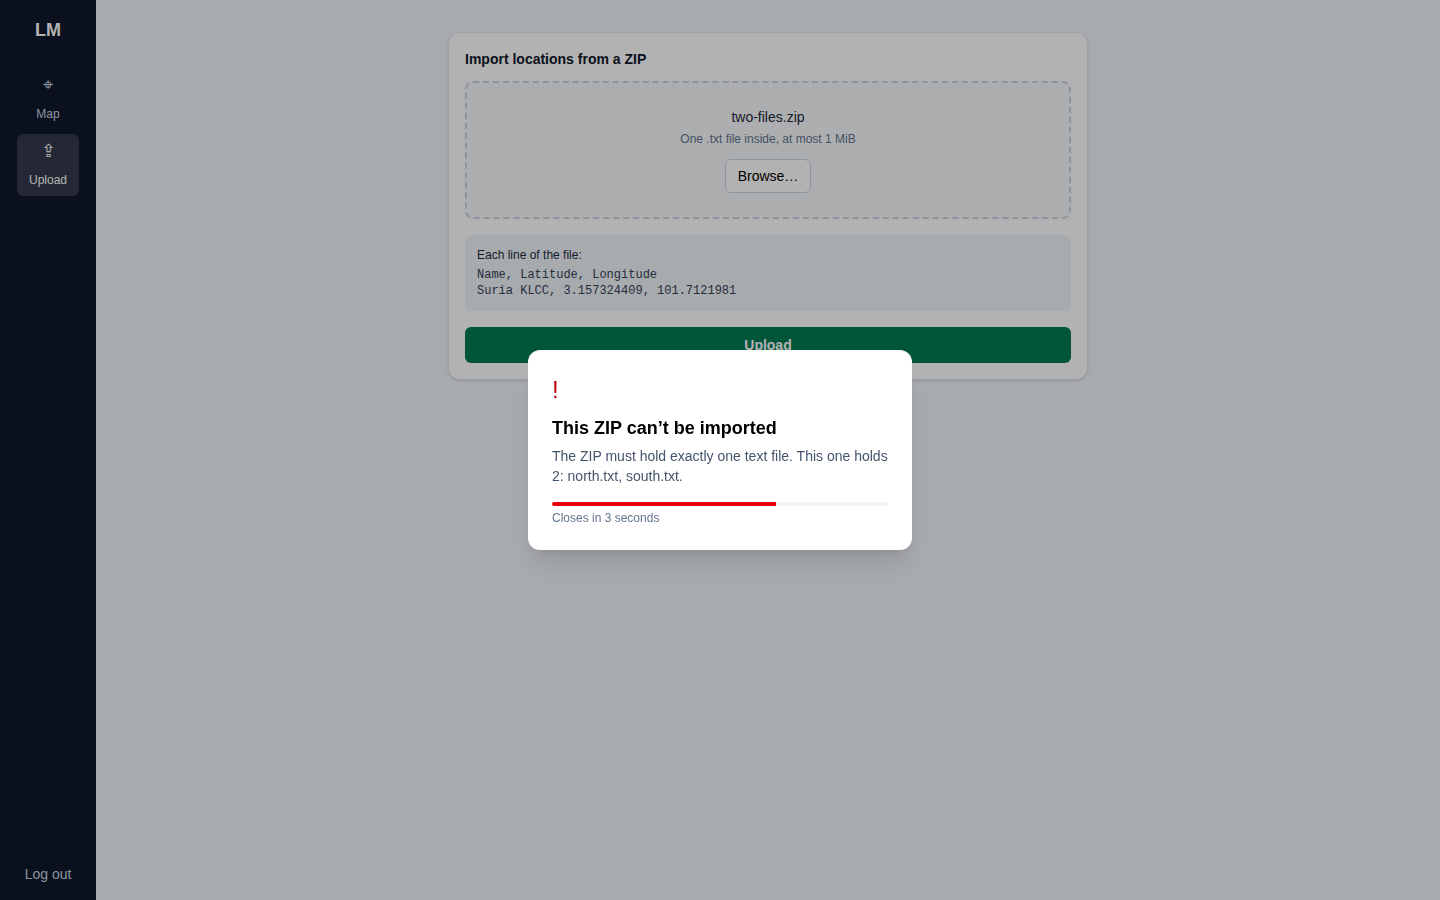 LM
Map
Upload
Log out
Import locations from a ZIP
two-files.zip
One .txt file inside, at most 1 MiB
Browse…
Each line of the file:
Name, Latitude, Longitude
Suria KLCC, 3.157324409, 101.7121981
Upload
!
This ZIP can’t be imported
The ZIP must hold exactly one text file. This one holds
2: north.txt, south.txt.
Closes in 3 seconds